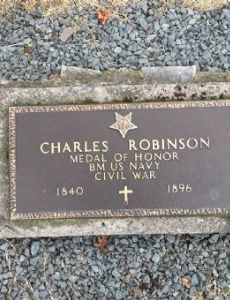 CHARLES ROBINSON
MEDAL OF HONOR
BM US NAVY
CIVIL WAR
1840 1896